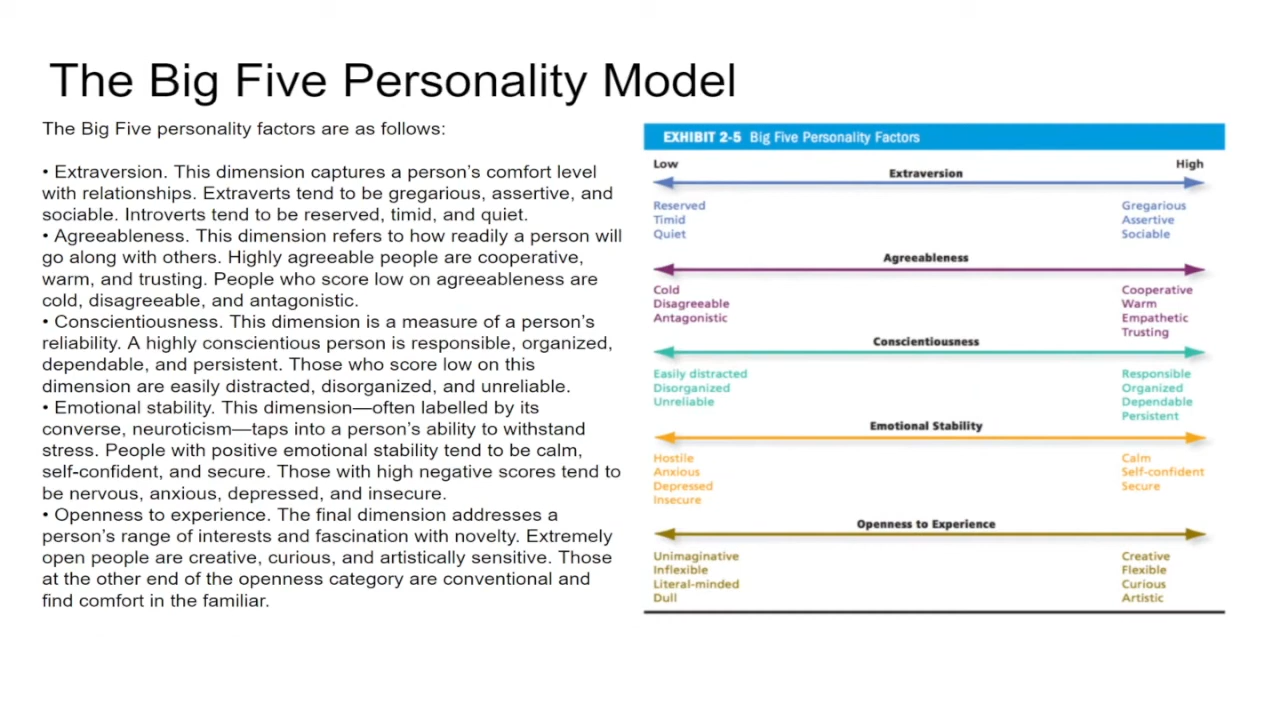 The Big Five Personality Model
The Big Five personality factors are as follows:
• Extraversion. This dimension captures a person's comfort level
with relationships. Extraverts tend to be gregarious, assertive, and
sociable. Introverts tend to be reserved, timid, and quiet.
• Agreeableness. This dimension refers to how readily a person will
go along with others. Highly agreeable people are cooperative,
warm, and trusting. People who score low on agreeableness are
cold, disagreeable, and antagonistic.
• Conscientiousness. This dimension is a measure of a person's
reliability. A highly conscientious person is responsible, organized,
dependable, and persistent. Those who score low on this
dimension are easily distracted, disorganized, and unreliable.
• Emotional stability. This dimension—often labelled by its
converse, neuroticism—taps into a person's ability to withstand
stress. People with positive emotional stability tend to be calm,
self-confident, and secure. Those with high negative scores tend to
be nervous, anxious, depressed, and insecure.
• Openness to experience. The final dimension addresses a
person's range of interests and fascination with novelty. Extremely
open people are creative, curious, and artistically sensitive. Those
at the other end of the openness category are conventional and
find comfort in the familiar.
EXHIBIT 2-5 Big Five Personality Factors
Low High
Extraversion
Reserved Gregarious
Timid Assertive
Quiet Sociable
Agreeableness
Cold Cooperative
Disagreeable Warm
Antagonistic Empathetic
Trusting
Conscientiousness
Easily distracted Responsible
Disorganized Organized
Unreliable Dependable
Persistent
Emotional Stability
Hostile Calm
Anxious Self-confident
Depressed Secure
Insecure
Openness to Experience
Unimaginative Creative
Inflexible Flexible
Literal-minded Curious
Dull Artistic